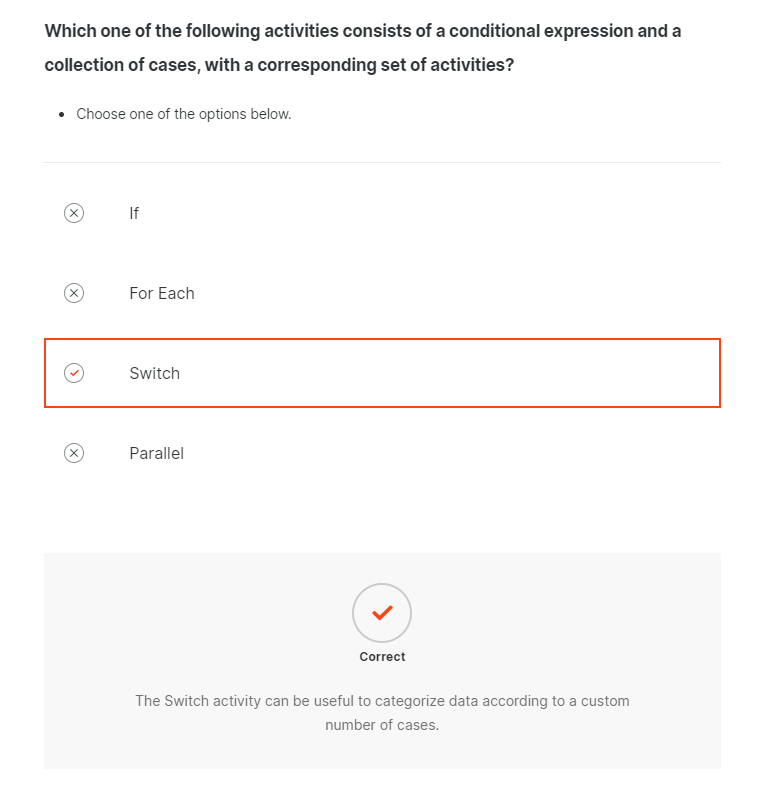 Which one of the following activities consists of a conditional expression and a
collection of cases, with a corresponding set of activities?
Choose one of the options below.
If
For Each
Switch
Parallel
Correct
The Switch activity can be useful to categorize data according to a custom
number of cases.